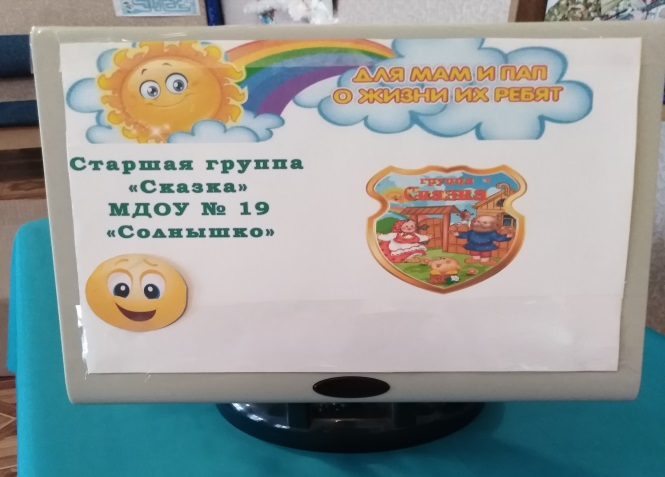 ДЛЯ МАМ И ПАП
О ЖИЗНИ ИХ РЕБЯТ
Старшая группа
«Сказка»
МДОУ № 19
«Солнышко»
группа
Сказка